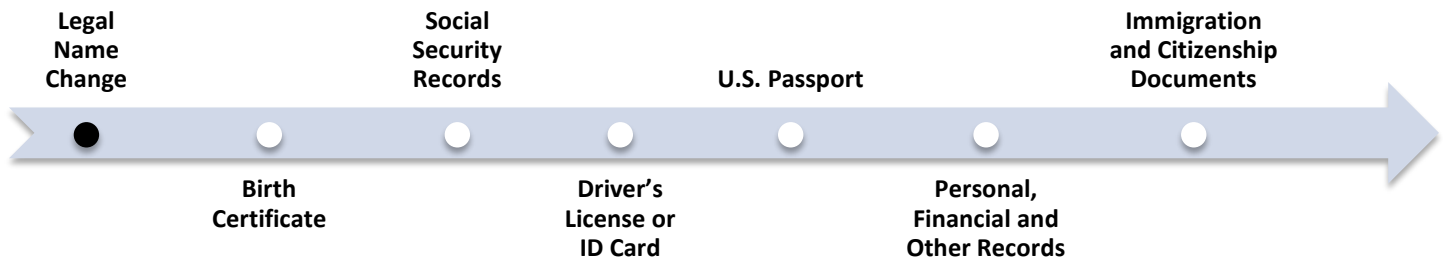 Legal
Name
Change
Birth
Certificate
Social
Security
Records
Driver’s
License or
ID Card
U.S. Passport
Personal,
Financial and
Other Records
Immigration
and Citizenship
Documents